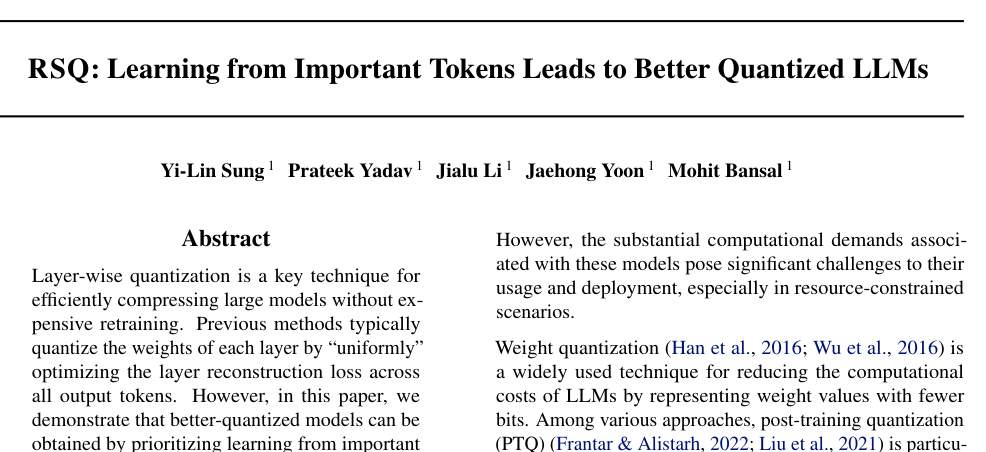 RSQ: Learning from Important Tokens Leads to Better Quantized LLMs
Yi-Lin Sung 1 Prateek Yadav 1 Jialu Li 1 Jaehong Yoon 1 Mohit Bansal 1
Abstract
Layer-wise quantization is a key technique for
efficiently compressing large models without ex-
pensive retraining. Previous methods typically
quantize the weights of each layer by “uniformly”
optimizing the layer reconstruction loss across
all output tokens. However, in this paper, we
demonstrate that better-quantized models can be
obtained by prioritizing learning from important
However, the substantial computational demands associ-
ated with these models pose significant challenges to their
usage and deployment, especially in resource-constrained
scenarios.
Weight quantization (Han et al., 2016; Wu et al., 2016) is
a widely used technique for reducing the computational
costs of LLMs by representing weight values with fewer
bits. Among various approaches, post-training quantization
(PTQ) (Frantar & Alistarh, 2022; Liu et al., 2021) is particu-